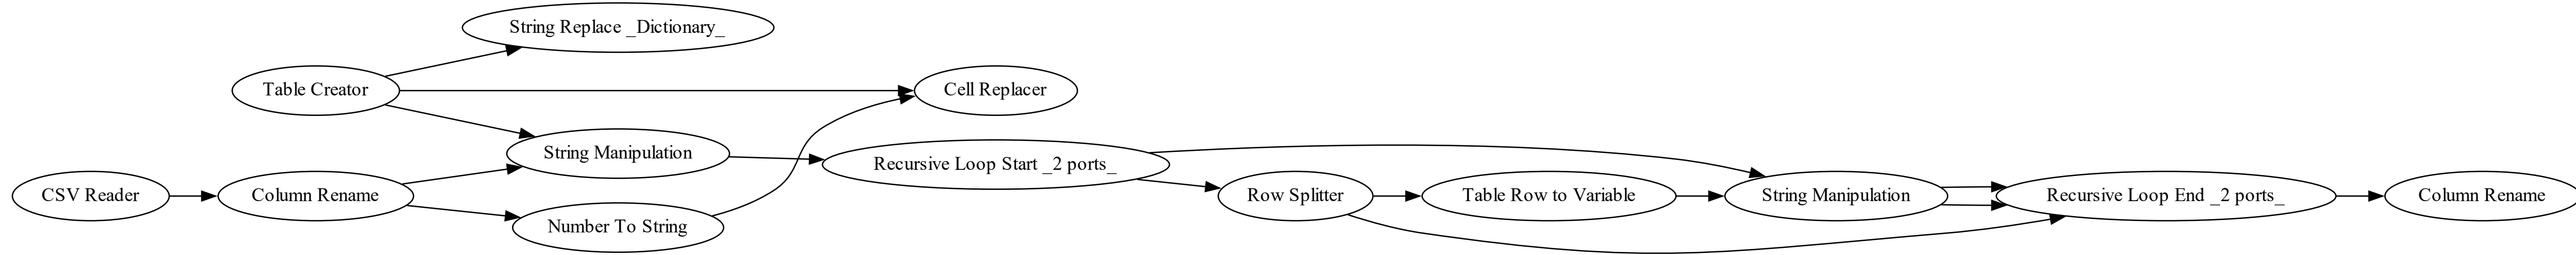 String Replace _Dictionary_
Table Creator
Cell Replacer
String Manipulation
Recursive Loop Start _2 ports_
CSV Reader
Column Rename
Row Splitter
Table Row to Variable
String Manipulation
Recursive Loop End _2 ports_
Column Rename
Number To String